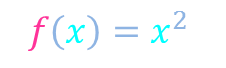 f(x) = x²